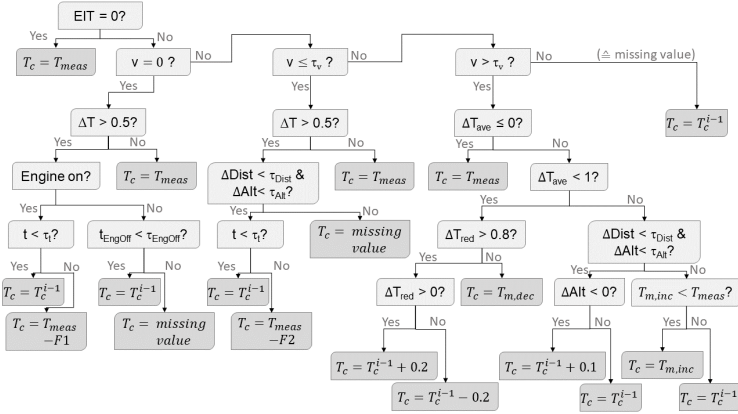 EIT = 0?
Yes No No No No (≙ missing value)
T_c = T_meas
v = 0 ?
v ≤ τ_v ?
v > τ_v ?
Yes Yes Yes
T_c = T_c^{i−1}
ΔT > 0.5?
ΔT > 0.5?
ΔT_ave ≤ 0?
Yes No Yes No Yes No
Engine on?
T_c = T_meas
ΔDist < τ_Dist &
ΔAlt< τ_Alt?
T_c = T_meas
T_c = T_meas
ΔT_ave < 1?
Yes No Yes No Yes No
t < τ_t?
t_EngOff < τ_EngOff?
t < τ_t?
T_c = missing
value
ΔT_red > 0.8?
ΔDist < τ_Dist &
ΔAlt< τ_Alt?
Yes No Yes No Yes No Yes No Yes No
T_c = T_c^{i−1}
T_c = T_c^{i−1}
T_c = T_c^{i−1}
ΔT_red > 0?
T_c = T_m,dec
ΔAlt < 0?
T_m,inc < T_meas?
T_c = T_meas
−F1
T_c = missing
value
T_c = T_meas
−F2
Yes No Yes No Yes No
T_c = T_c^{i−1} + 0.2
T_c = T_c^{i−1} + 0.1
T_c = T_m,inc
T_c = T_c^{i−1} − 0.2
T_c = T_c^{i−1}
T_c = T_c^{i−1}